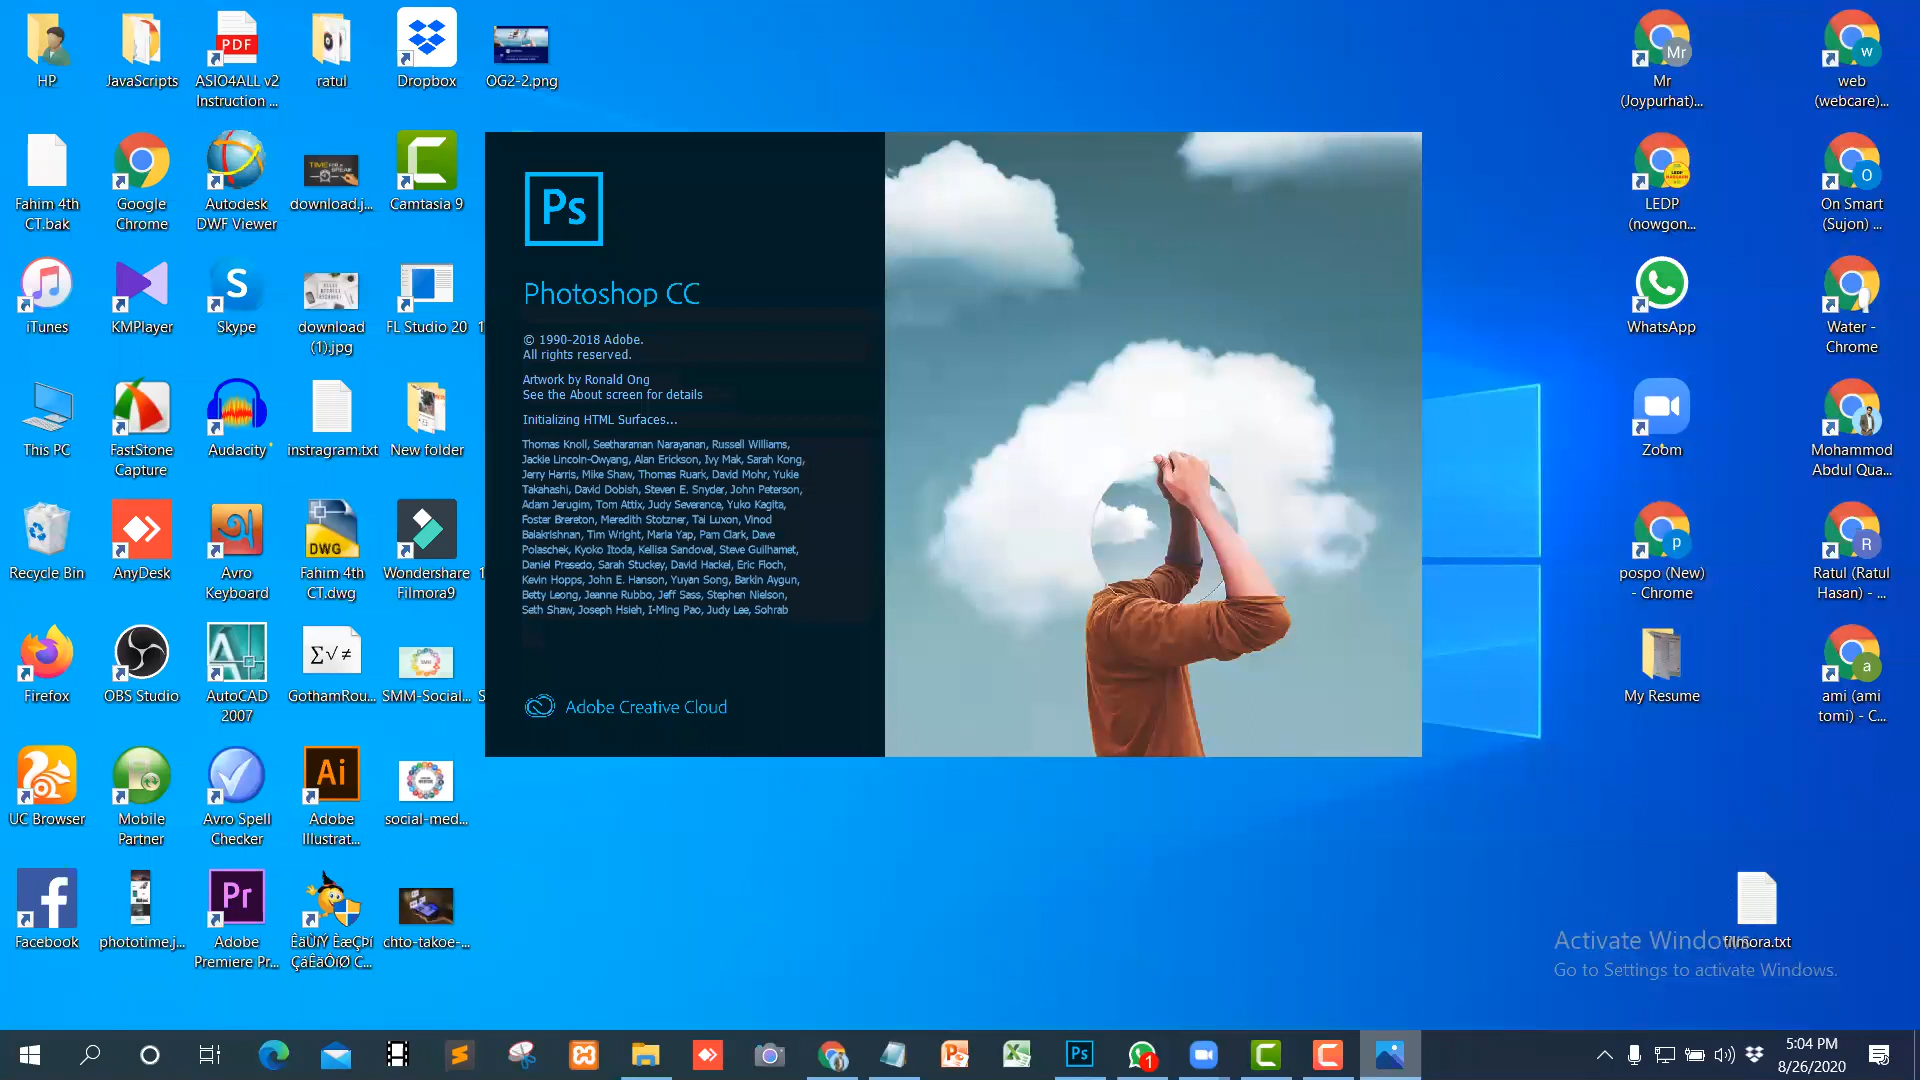 HP
JavaScripts
PDF
ASIO4ALL v2
Instruction ...
ratul
Dropbox
OG2-2.png
Mr
Mr
(Joypurhat)...
w
web
(webcare)...
Fahim 4th
CT.bak
Google
Chrome
Autodesk
DWF Viewer
download.j...
Camtasia 9
LEDP
(nowgon...
O
On Smart
(Sujon) ...
iTunes
KMPlayer
S
Skype
download
(1).jpg
FL Studio 20
WhatsApp
Water -
Chrome
This PC
FastStone
Capture
Audacity
instragram.txt
New folder
Zoom
Mohammod
Abdul Qua...
Recycle Bin
AnyDesk
Avro
Keyboard
DWG
Fahim 4th
CT.dwg
Wondershare
Filmora9
p
pospo (New)
- Chrome
R
Ratul (Ratul
Hasan) - ...
Firefox
OBS Studio
AutoCAD
2007
∑√≠
GothamRou...
SMM-Social...
My Resume
a
ami (ami
tomi) - C...
UC Browser
Mobile
Partner
Avro Spell
Checker
Ai
Adobe
Illustrat...
social-med...
Facebook
phototime.j...
Pr
Adobe
Premiere Pr...
ÊäÙíÝ ÈæÇÞí
ÇáÊäÔíØ C...
chto-takoe-...
filmora.txt
Ps
Photoshop CC
© 1990-2018 Adobe.
All rights reserved.
Artwork by Ronald Ong
See the About screen for details
Initializing HTML Surfaces...
Thomas Knoll, Seetharaman Narayanan, Russell Williams,
Jackie Lincoln-Owyang, Alan Erickson, Ivy Mak, Sarah Kong,
Jerry Harris, Mike Shaw, Thomas Ruark, David Mohr, Yukie
Takahashi, David Dobish, Steven E. Snyder, John Peterson,
Adam Jerugim, Tom Attix, Judy Severance, Yuko Kagita,
Foster Brereton, Meredith Stotzner, Tai Luxon, Vinod
Balakrishnan, Tim Wright, Maria Yap, Pam Clark, Dave
Polaschek, Kyoko Itoda, Kellisa Sandoval, Steve Guilhamet,
Daniel Presedo, Sarah Stuckey, David Hackel, Eric Floch,
Kevin Hopps, John E. Hanson, Yuyan Song, Barkin Aygun,
Betty Leong, Jeanne Rubbo, Jeff Sass, Stephen Nielson,
Seth Shaw, Joseph Hsieh, I-Ming Pao, Judy Lee, Sohrab
Adobe Creative Cloud
Activate Windows
Go to Settings to activate Windows.
Ps
1
5:04 PM
8/26/2020